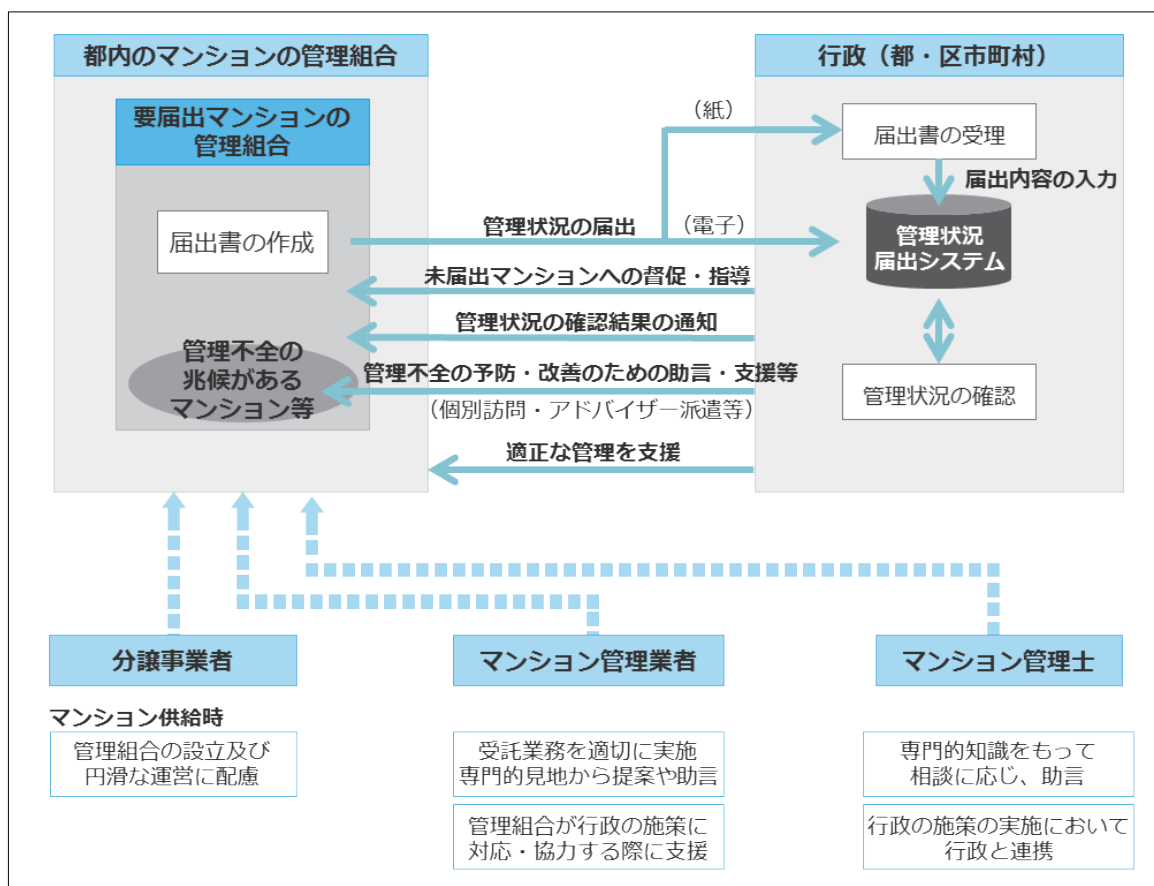 都内のマンションの管理組合
行政（都・区市町村）
要届出マンションの
管理組合
届出書の作成
管理不全の
兆候がある
マンション等
（紙）
管理状況の届出
（電子）
未届出マンションへの督促・指導
管理状況の確認結果の通知
管理不全の予防・改善のための助言・支援等
（個別訪問・アドバイザー派遣等）
適正な管理を支援
届出書の受理
届出内容の入力
管理状況
届出システム
管理状況の確認
分譲事業者
マンション供給時
管理組合の設立及び
円滑な運営に配慮
マンション管理業者
受託業務を適切に実施
専門的見地から提案や助言
管理組合が行政の施策に
対応・協力する際に支援
マンション管理士
専門的知識をもって
相談に応じ、助言
行政の施策の実施において
行政と連携